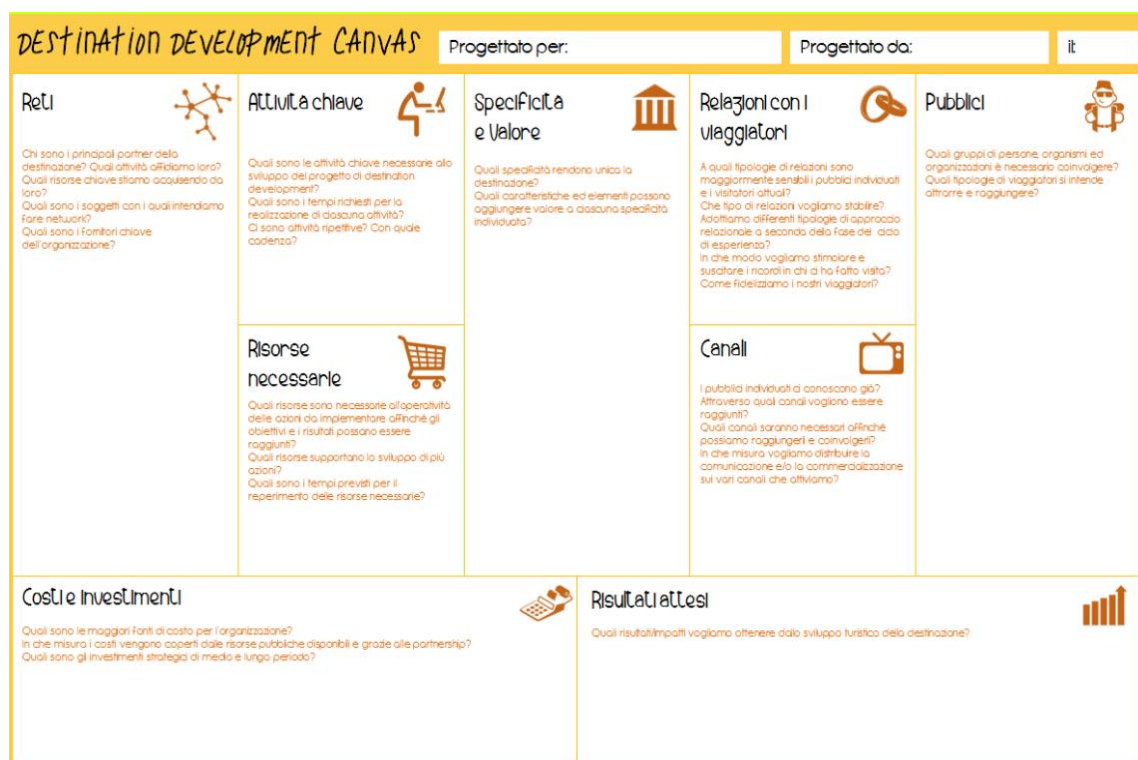 DESTINATION DEVELOPMENT CANVAS
Progettato per:
Progettato da:
il:
Reti
Chi sono i principali partner della
destinazione? Quali attività affidiamo loro?
Quali risorse chiave stiamo acquisendo da
loro?
Quali sono i soggetti con i quali intendiamo
fare network?
Quali sono i fornitori chiave
dell'organizzazione?
Attività chiave
Quali sono le attività chiave necessarie allo
sviluppo del progetto di destination
development?
Quali sono i tempi richiesti per la
realizzazione di ciascuna attività?
Ci sono attività ripetitive? Con quale
cadenza?
Risorse
necessarie
Quali risorse sono necessarie all'operatività
delle azioni da implementare affinché gli
obiettivi e i risultati possano essere
raggiunti?
Quali risorse supportano lo sviluppo di più
azioni?
Quali sono i tempi previsti per il
reperimento delle risorse necessarie?
Specificità
e Valore
Quali specificità rendono unica la
destinazione?
Quali caratteristiche ed elementi possono
aggiungere valore a ciascuna specificità
individuata?
Relazioni con i
viaggiatori
A quali tipologie di relazioni sono
maggiormente sensibili i pubblici individuati
e i visitatori attuali?
Che tipo di relazioni vogliamo stabilire?
Adottiamo differenti tipologie di approccio
relazionale a seconda della fase del ciclo
di esperienza?
In che modo vogliamo stimolare e
suscitare i ricordi in chi ci ha fatto visita?
Come fidelizziamo i nostri viaggiatori?
Canali
I pubblici individuati ci conoscono già?
Attraverso quali canali vogliono essere
raggiunti?
Quali canali saranno necessari affinché
possiamo raggiungerli e coinvolgerli?
In che misura vogliamo distribuire la
comunicazione e/o la commercializzazione
sui vari canali che attiviamo?
Pubblici
Quali gruppi di persone, organismi ed
organizzazioni è necessario coinvolgere?
Quali tipologie di viaggiatori si intende
attrarre e raggiungere?
Costi e investimenti
Quali sono le maggiori fonti di costo per l'organizzazione?
In che misura i costi vengono coperti dalle risorse pubbliche disponibili e grazie alle partnership?
Quali sono gli investimenti strategici di medio e lungo periodo?
Risultati attesi
Quali risultati/impatti vogliamo ottenere dallo sviluppo turistico della destinazione?